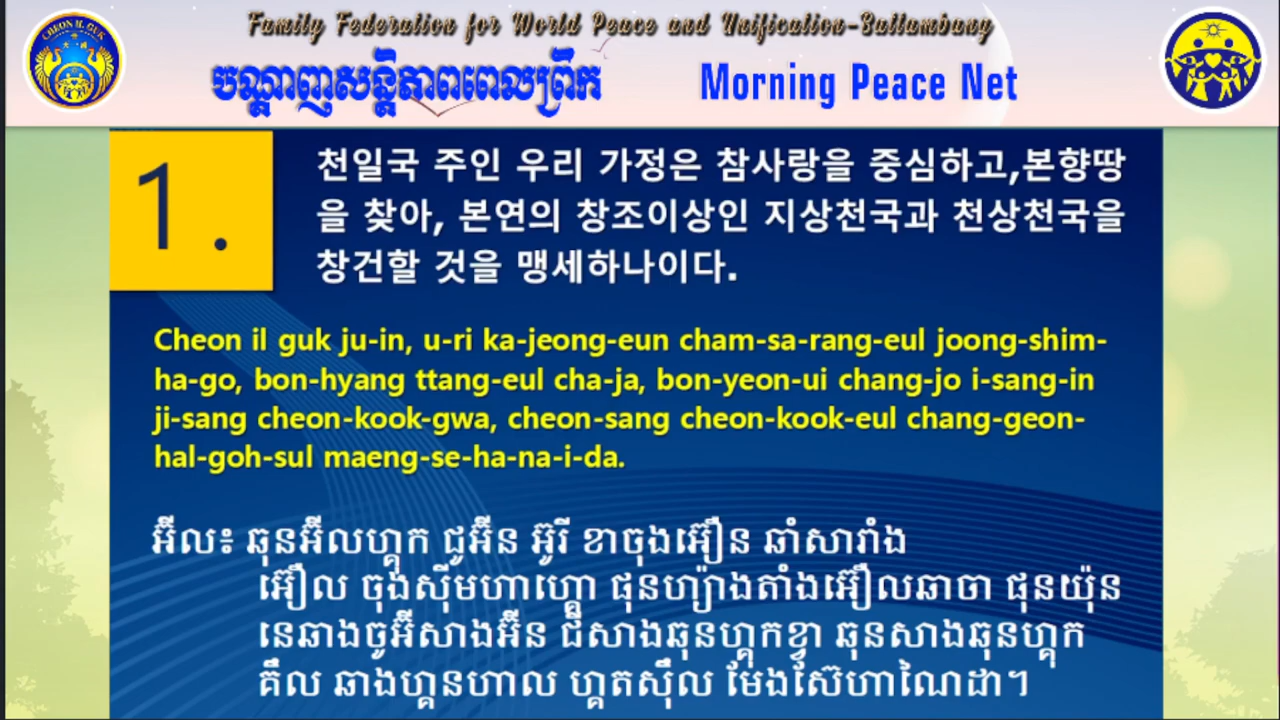 Family Federation for World Peace and Unification-Battambang
បណ្តាញសន្តិភាពពេលព្រឹក
Morning Peace Net
CHEON IL GUK
1.
천일국 주인 우리 가정은 참사랑을 중심하고,본향땅
을 찾아, 본연의 창조이상인 지상천국과 천상천국을
창건할 것을 맹세하나이다.
Cheon il guk ju-in, u-ri ka-jeong-eun cham-sa-rang-eul joong-shim-
ha-go, bon-hyang ttang-eul cha-ja, bon-yeon-ui chang-jo i-sang-in
ji-sang cheon-kook-gwa, cheon-sang cheon-kook-eul chang-geon-
hal-goh-sul maeng-se-ha-na-i-da.
អ៊ីល៖ ឆុនអ៊ីលហ្គុក ជូអ៊ីន អ៊ូរី ខាចុងអ៊ឿន ឆាំសារាំង
អ៊ឿល ចុងស៊ីមហាហ្គោ ផុនហ្យ៉ាងតាំងអ៊ឿលឆាចា ផុនយ៉ុន
នេឆាងចូអ៊ីសាងអ៊ីន ជីសាងឆុនហ្គុកខ្វា ឆុនសាងឆុនហ្គុក
គឹល ឆាងហ្គនហាល ហ្គតស៊ឹល ម៉ែងស៊ែហាណៃដា។